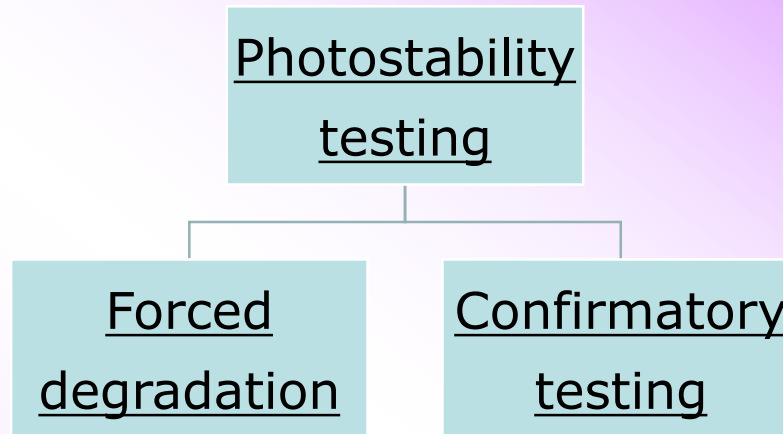 Photostability
testing
Forced
degradation
Confirmatory
testing